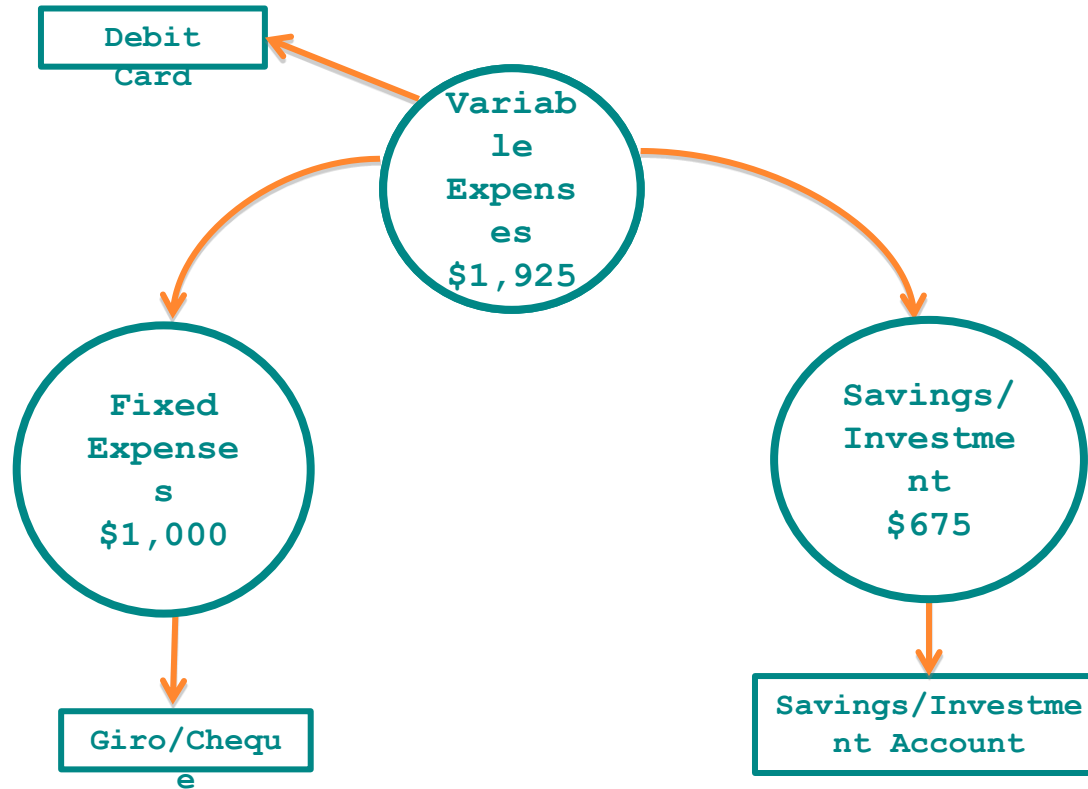 Debit
Card
Variab
le
Expens
es
$1,925
Fixed
Expense
s
$1,000
Savings/
Investme
nt
$675
Giro/Chequ
e
Savings/Investme
nt Account